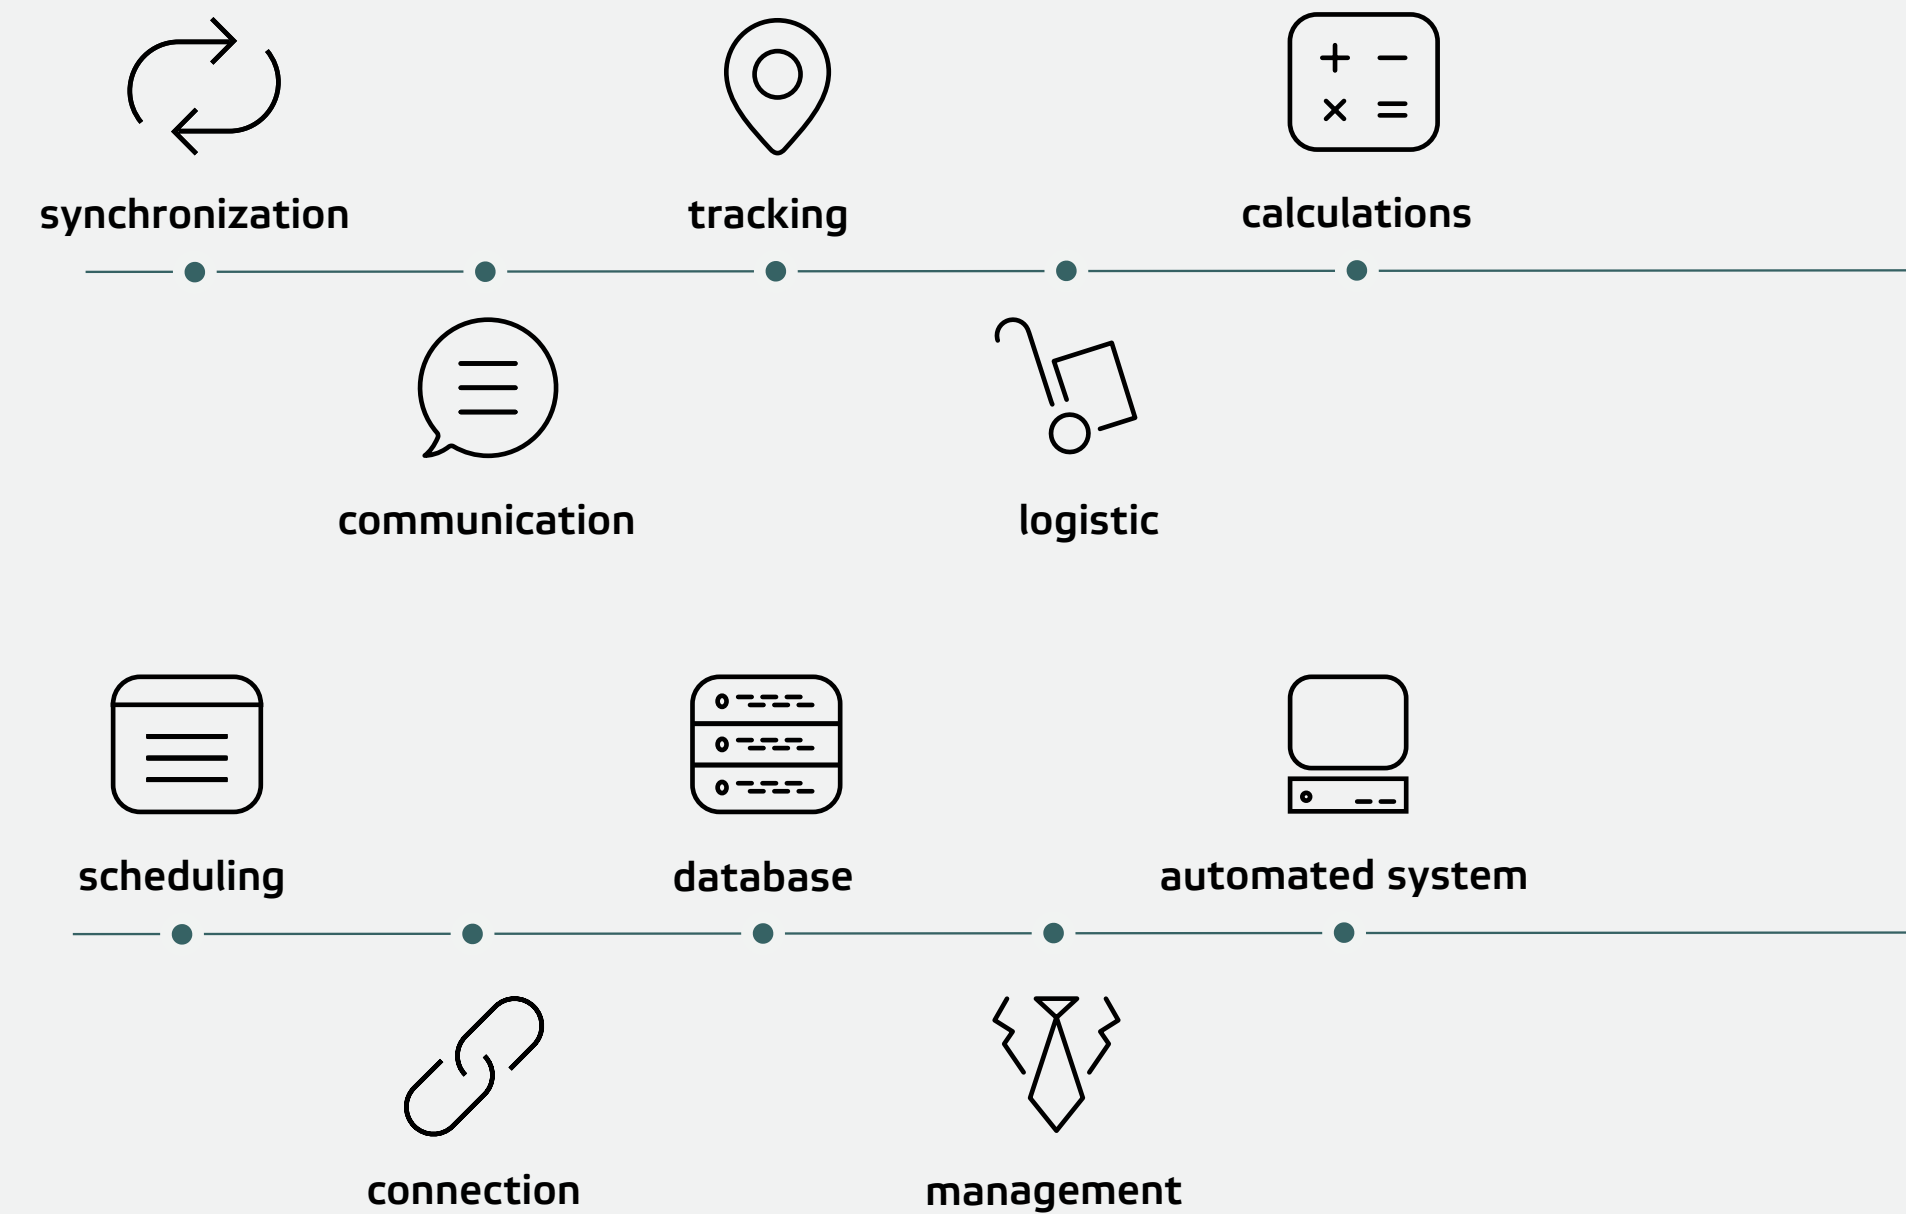 synchronization
tracking
calculations
communication
logistic
scheduling
database
automated system
connection
management